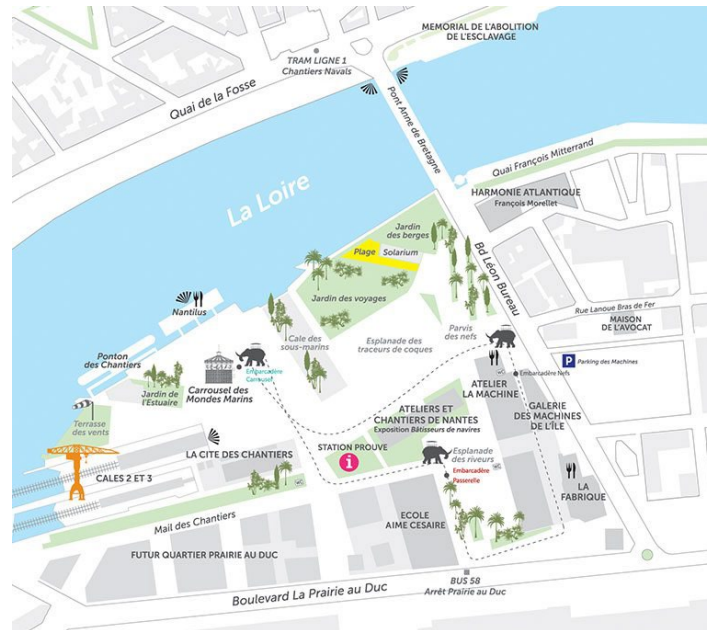 MEMORIAL DE L'ABOLITION
DE L'ESCLAVAGE
TRAM LIGNE 1
Chantiers Navals
Quai de la Fosse
Pont Anne de Bretagne
Quai François Mitterrand
La Loire
HARMONIE ATLANTIQUE
François Morellet
Jardin
des berges
Plage
Solarium
Bd Léon Bureau
Jardin des voyages
Nantilus
Rue Lanoue Bras de Fer
MAISON
DE L'AVOCAT
Parvis
des nefs
Cale des
sous-marins
Esplanade des
traceurs de coques
Ponton
des Chantiers
P Parking des Machines
Embarcadère
Carrousel
Embarcadère Nefs
Carrousel des
Mondes Marins
Jardin de
l'Estuaire
ATELIER
LA MACHINE
GALERIE
DES MACHINES
DE L'ÎLE
Terrasse
des vents
ATELIERS ET
CHANTIERS DE NANTES
Exposition Bâtisseurs de navires
STATION PROUVE
i
Esplanade
des riveurs
LA CITE DES CHANTIERS
Embarcadère
Passerelle
CALES 2 ET 3
LA
FABRIQUE
ECOLE
AIME CESAIRE
Mail des Chantiers
FUTUR QUARTIER PRAIRIE AU DUC
BUS 58
Arrêt Prairie au Duc
Boulevard La Prairie au Duc